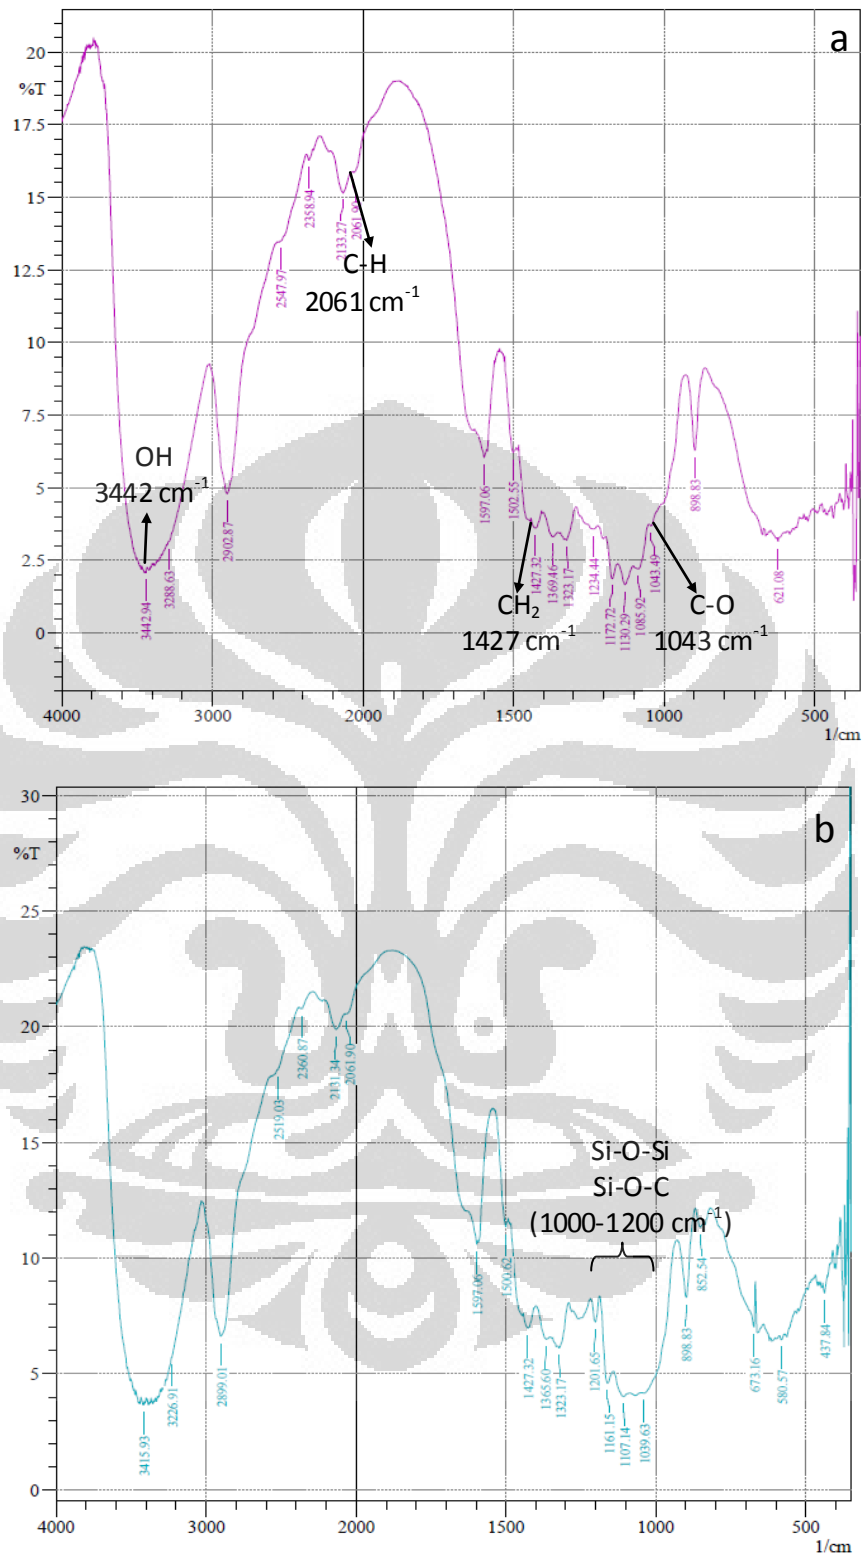 a
20
%T
17.5
15
12.5
10
7.5
5
2.5
0
2358.94
2547.97
2133.27
2061.90
C-H
2061 cm-1
OH
3442 cm-1
3442.94
3288.63
2902.87
1597.06
1502.55
1427.32
1369.46
1323.17
1234.44
1172.72
1130.29
1085.92
1043.49
898.83
621.08
CH2
1427 cm-1
C-O
1043 cm-1
4000 3000 2000 1500 1000 500
1/cm
b
30
%T
25
20
15
10
5
0
2519.03
2360.87
2131.34
2061.90
Si-O-Si
Si-O-C
(1000-1200 cm-1)
3415.93
3226.91
2899.01
1597.06
1500.62
1427.32
1365.60
1323.17
1201.65
1161.15
1107.14
1039.63
898.83
852.54
673.16
580.57
437.84
4000 3000 2000 1500 1000 500
1/cm